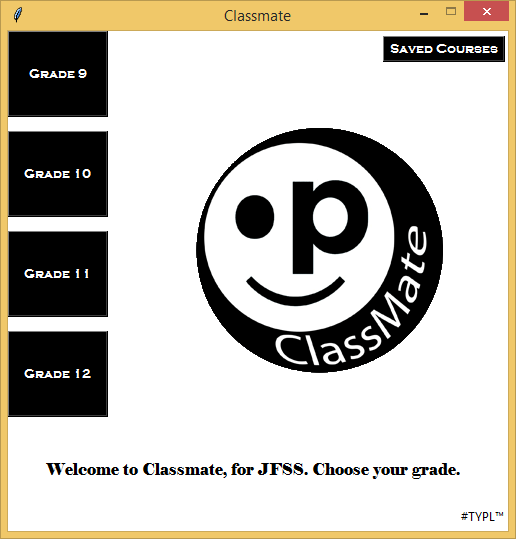 Classmate
Saved Courses
Grade 9
Grade 10
Grade 11
Grade 12
p
ClassMate
Welcome to Classmate, for JFSS. Choose your grade.
#TYPL™